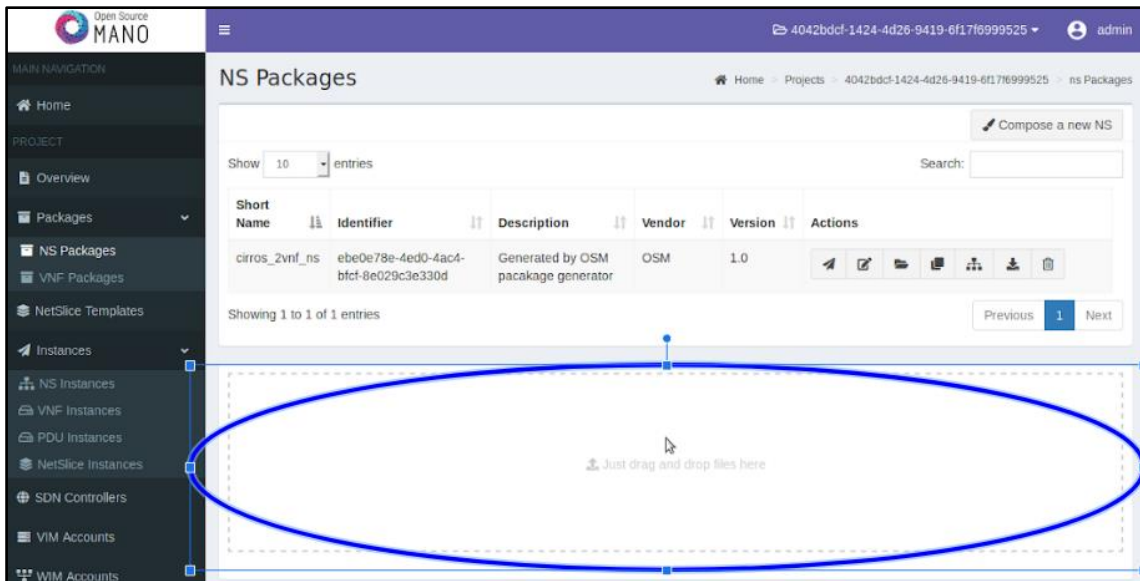 Open Source
MANO
4042bdcf-1424-4d26-9419-6f17f6999525
admin
MAIN NAVIGATION
Home
PROJECT
Overview
Packages
NS Packages
VNF Packages
NetSlice Templates
Instances
NS Instances
VNF Instances
PDU Instances
NetSlice Instances
SDN Controllers
VIM Accounts
WIM Accounts
NS Packages
Home > Projects > 4042bdcf-1424-4d26-9419-6f17f6999525 > ns Packages
Compose a new NS
Show 10 entries
Search:
Short
Name Identifier Description Vendor Version Actions
cirros_2vnf_ns ebe0e78e-4ed0-4ac4- Generated by OSM OSM 1.0
bfcf-8e029c3e330d pacakage generator
Showing 1 to 1 of 1 entries
Previous 1 Next
Just drag and drop files here